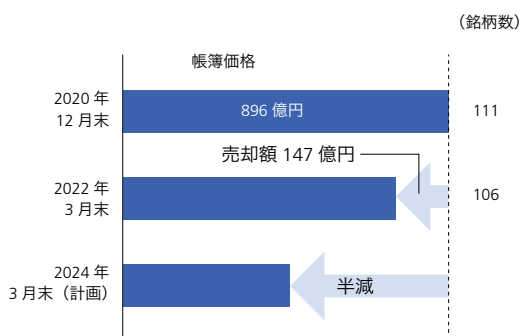 （銘柄数）
帳簿価格
2020 年
12 月末
896 億円
111
売却額 147 億円
2022 年
3 月末
106
2024 年
3 月末（計画）
半減